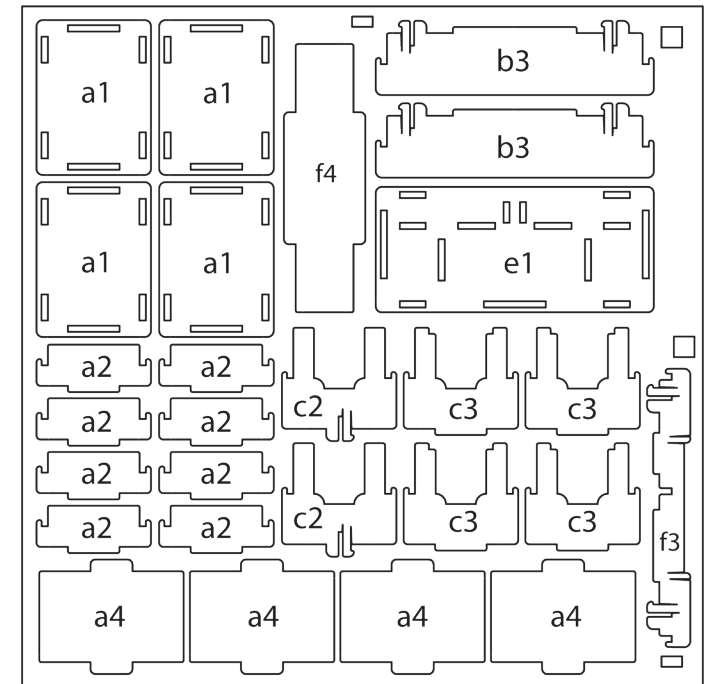 a1 a1 f4 b3
b3
a1 a1 e1
a2 a2 c2 c3 c3
a2 a2
a2 a2 c2 c3 c3
a2 a2 f3
a4 a4 a4 a4